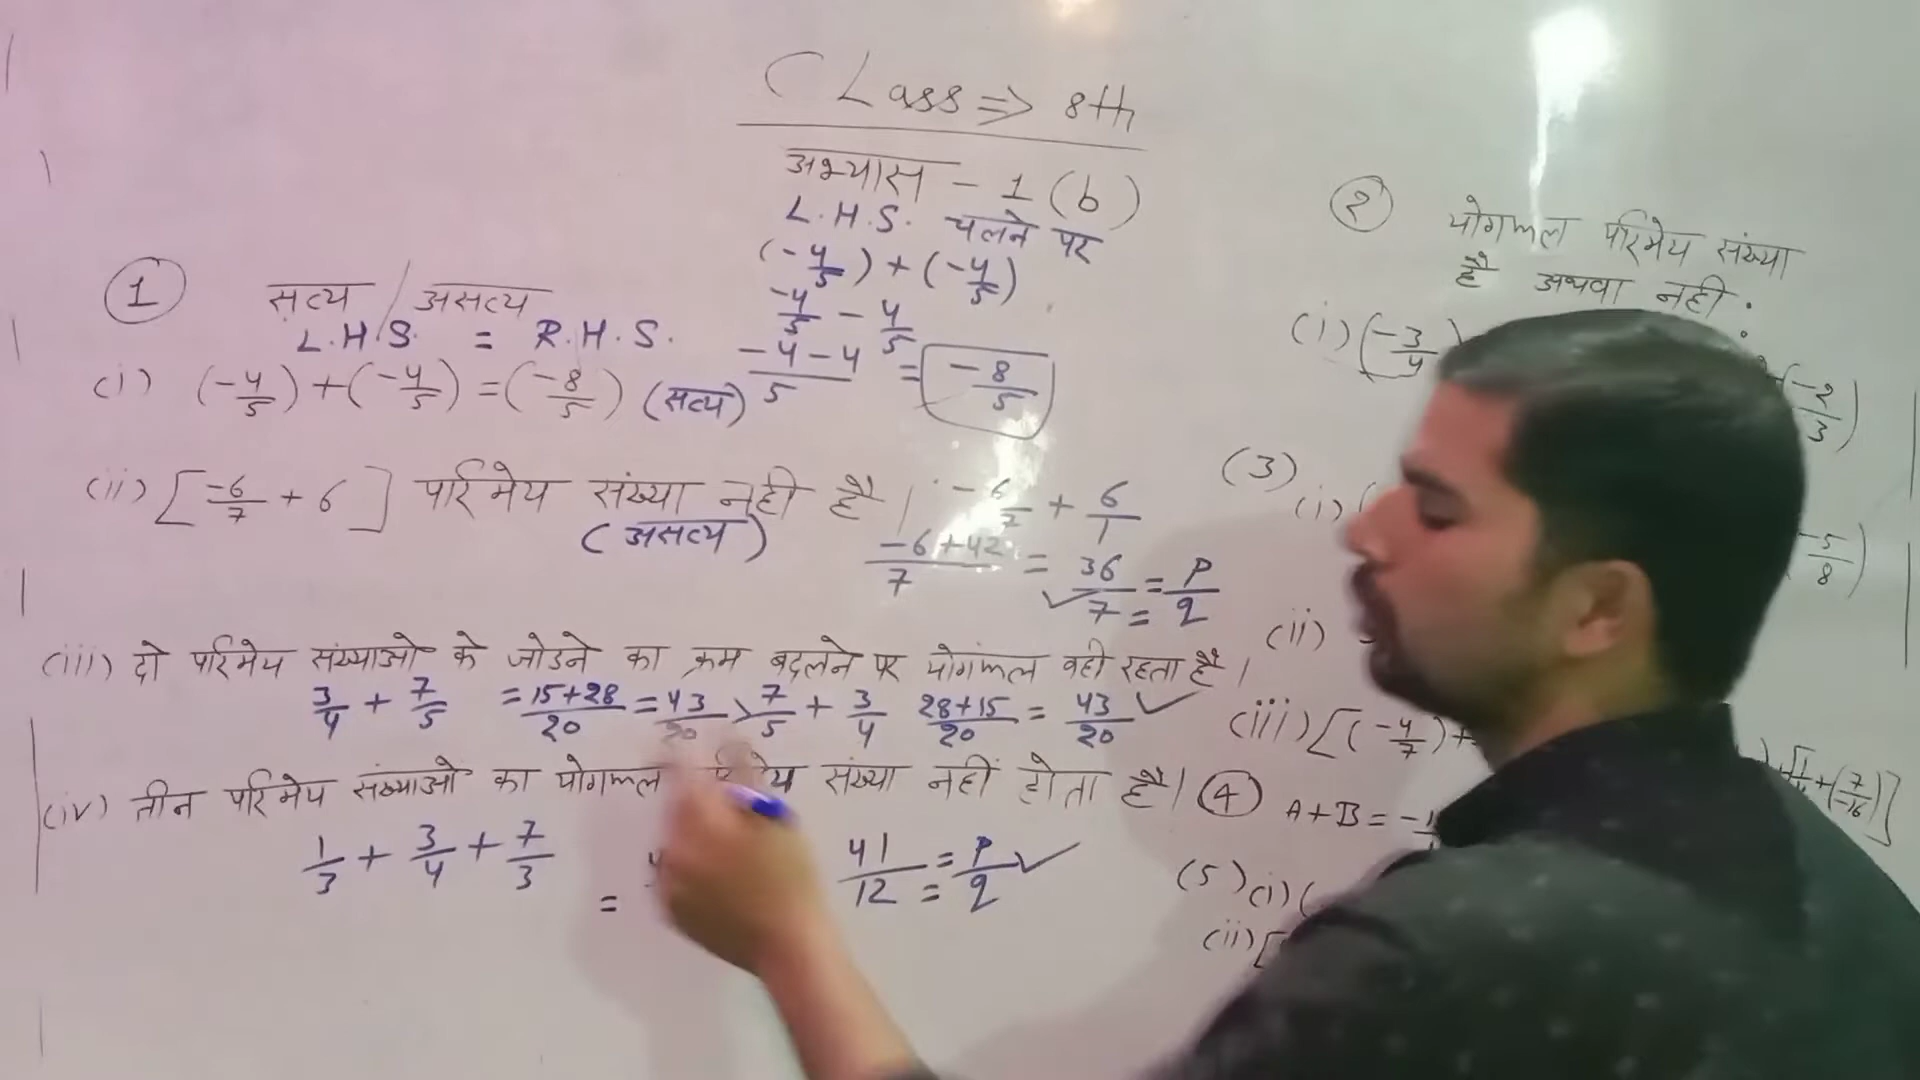 CLass ⇒ 8th
अभ्यास - 1 (b)
L.H.S. चलने पर
(-4/5) + (-4/5)
-4/5 - 4/5
-4-4/5 = -8/5
① सत्य / असत्य
L.H.S. = R.H.S.
(i) (-4/5) + (-4/5) = (-8/5) (सत्य)
(ii) [-6/7 + 6] परिमेय संख्या नही है।
(असत्य)
-6/7 + 6/1
-6+42/7 = 36/7 = P/q
(iii) दो परिमेय संख्याओ के जोडने का क्रम बदलने पर योगफल वही रहता है।
3/4 + 7/5 = 15+28/20 = 43/20 > 7/5 + 3/4 28+15/20 = 43/20 ✓
(iv) तीन परिमेय संख्याओ का योगफल संख्या नहीं होता है।
1/3 + 3/4 + 7/3
= 41/12 = P/q ✓
② योगफल परिमेय संख्या
है अथवा नही :
(i) (-3/4)
(-2/3)
(3)
(i) (
-5/8)
(ii)
(iii) [(-4/7) +
+ (7/-16)]
④ A+B =
(5) (i) (
(ii) [